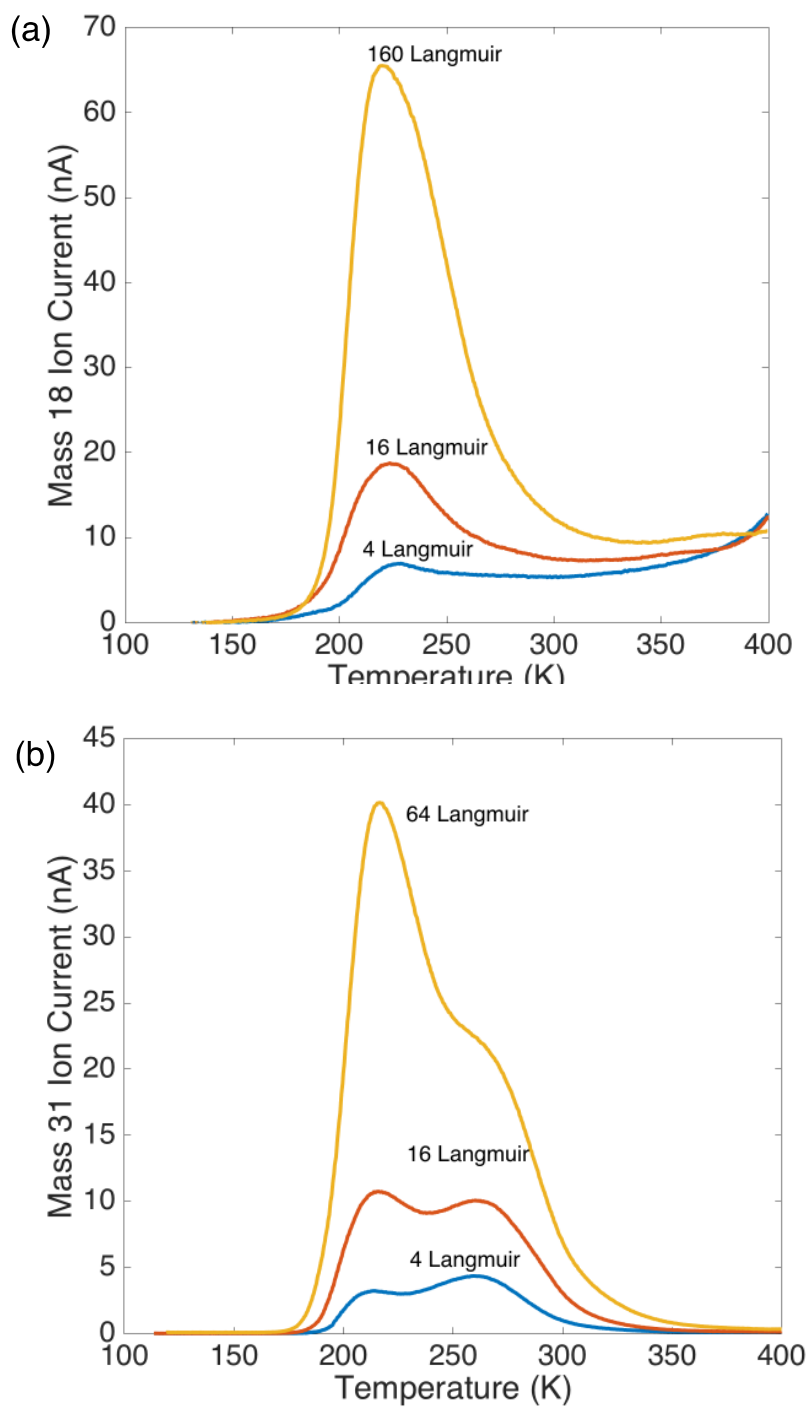 (a)
70
60
50
40
30
20
10
0
Mass 18 Ion Current (nA)
160 Langmuir
16 Langmuir
4 Langmuir
100 150 200 250 300 350 400
Temperature (K)
(b)
45
40
35
30
25
20
15
10
5
0
Mass 31 Ion Current (nA)
64 Langmuir
16 Langmuir
4 Langmuir
100 150 200 250 300 350 400
Temperature (K)